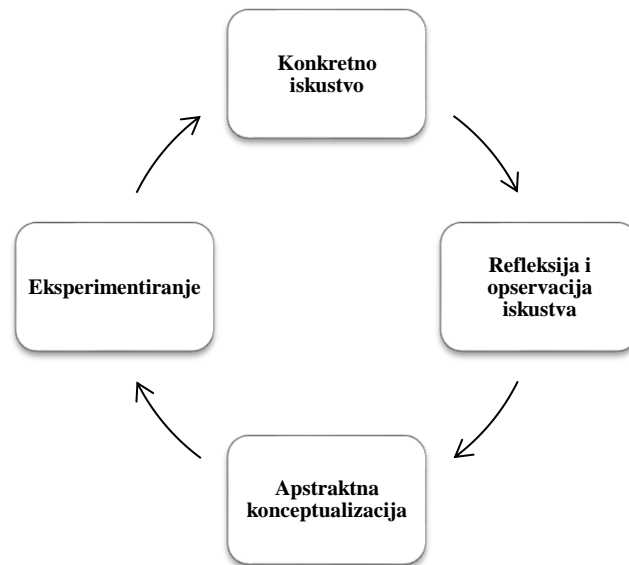 Konkretno
iskustvo
Refleksija i
opservacija
iskustva
Apstraktna
konceptualizacija
Eksperimentiranje